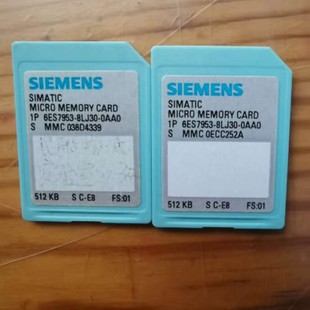 SIEMENS
SIMATIC
MICRO MEMORY CARD
1P 6ES7953-8LJ30-0AA0
S MMC 036D4339
512 KB S C-E8 FS:01
SIEMENS
SIMATIC
MICRO MEMORY CARD
1P 6ES7953-8LJ30-0AA0
S MMC 0ECC252A
512 KB S C-E8 FS:01